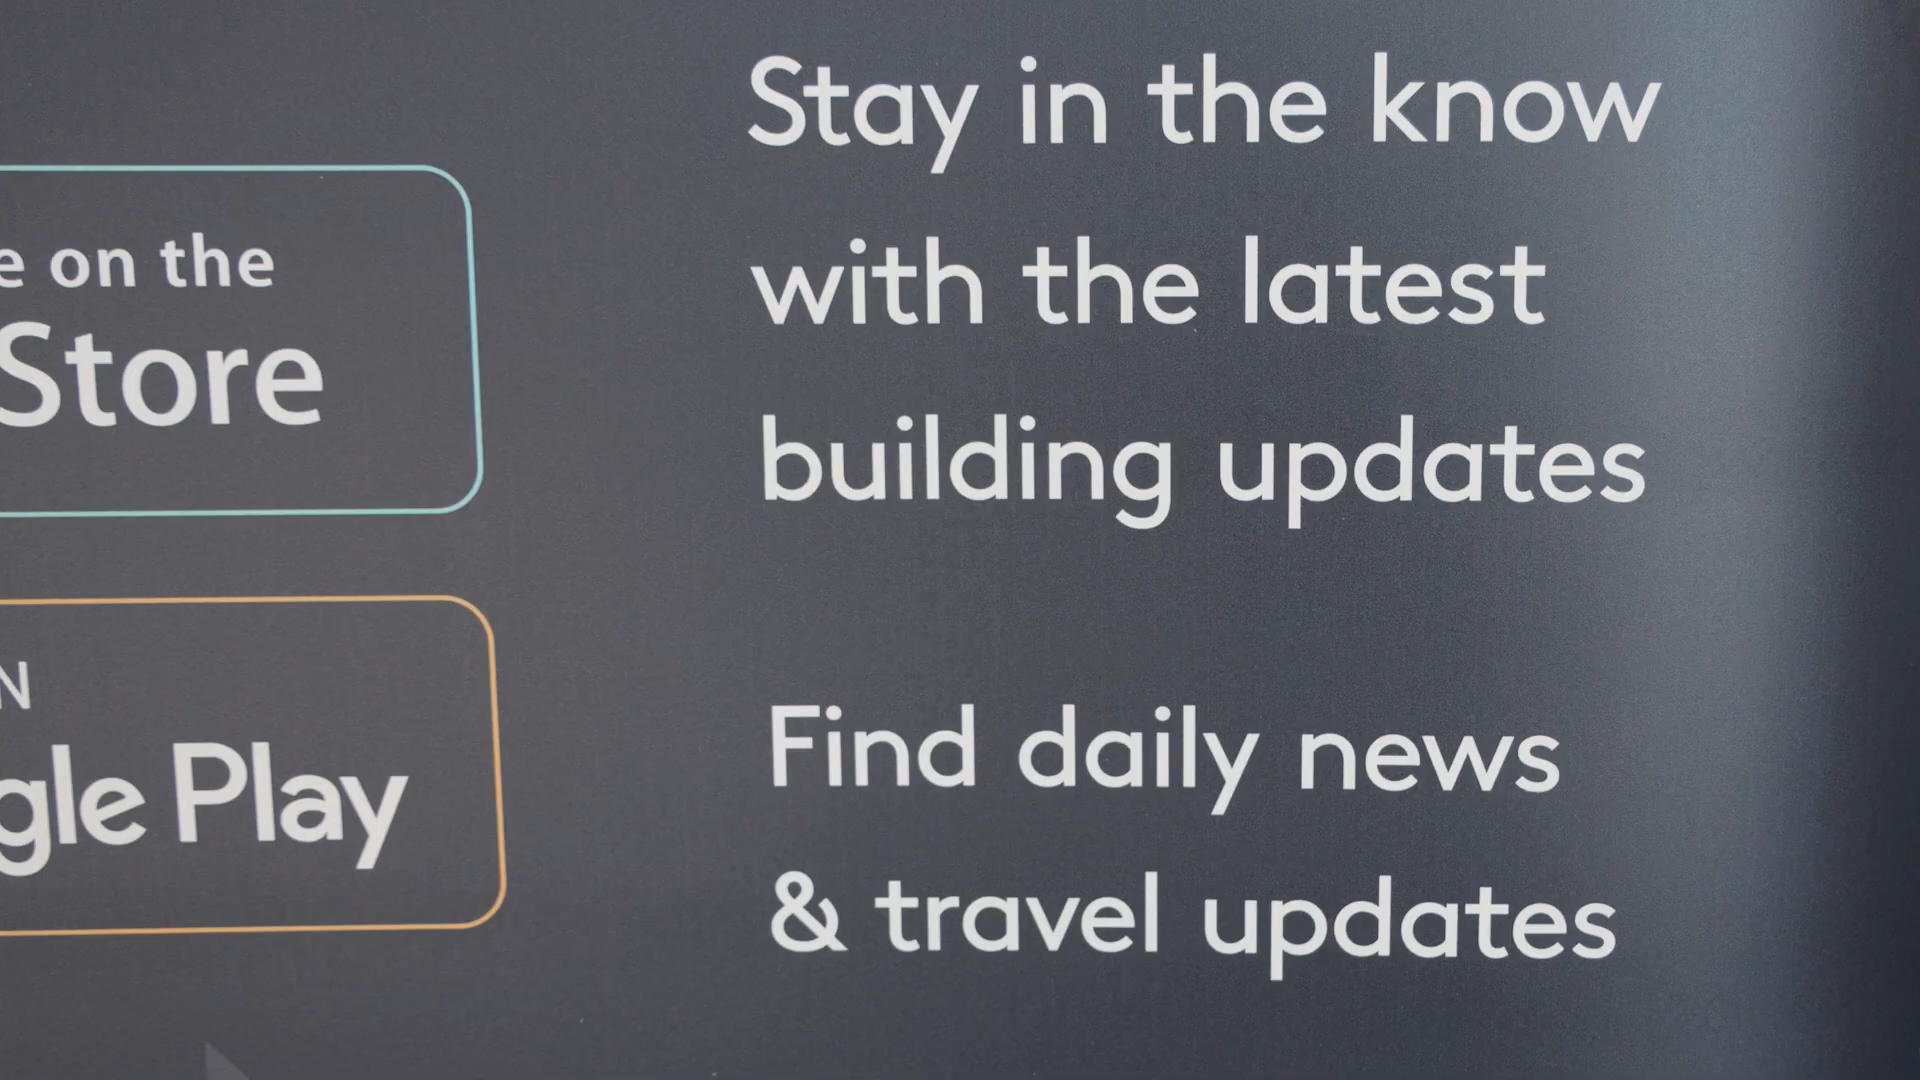 e on the
Store
N
gle Play
Stay in the know
with the latest
building updates
Find daily news
& travel updates